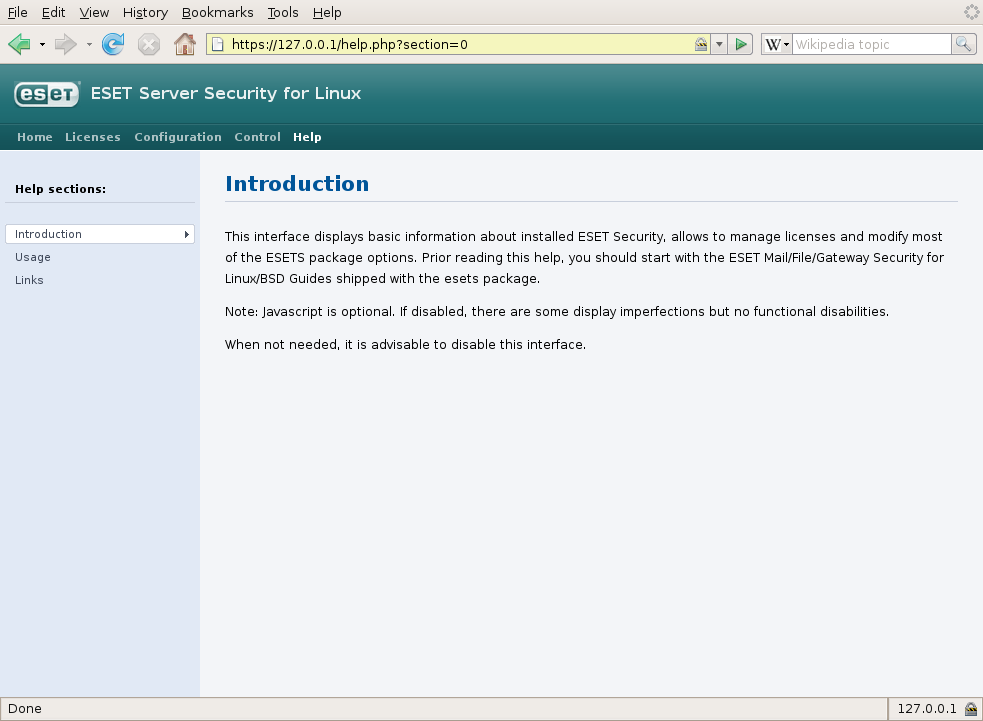 File Edit View History Bookmarks Tools Help
https://127.0.0.1/help.php?section=0 W Wikipedia topic
eseT ESET Server Security for Linux
Home Licenses Configuration Control Help
Help sections:
Introduction
Usage
Links
Introduction
This interface displays basic information about installed ESET Security, allows to manage licenses and modify most
of the ESETS package options. Prior reading this help, you should start with the ESET Mail/File/Gateway Security for
Linux/BSD Guides shipped with the esets package.
Note: Javascript is optional. If disabled, there are some display imperfections but no functional disabilities.
When not needed, it is advisable to disable this interface.
Done 127.0.0.1